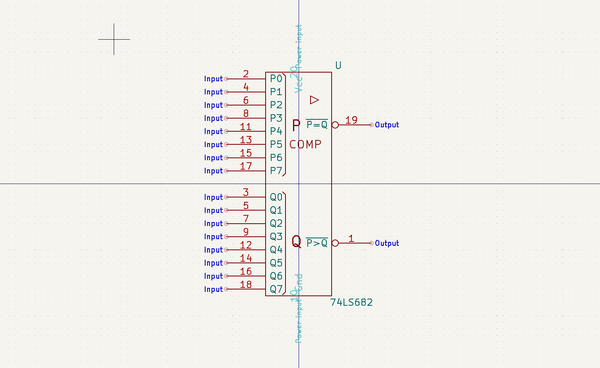 Power input
20
Vcc
U
Input 2 P0
Input 4 P1
Input 6 P2
Input 8 P3
Input 11 P4
Input 13 P5
Input 15 P6
Input 17 P7
P P=Q 19 Output
COMP
Input 3 Q0
Input 5 Q1
Input 7 Q2
Input 9 Q3
Input 12 Q4
Input 14 Q5
Input 16 Q6
Input 18 Q7
Q P>Q 1 Output
Gnd
10
Power input
74LS682